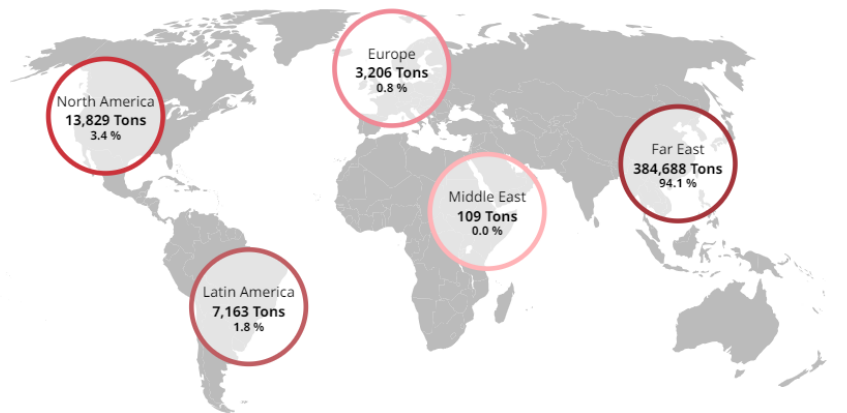 Europe
3,206 Tons
0.8 %
North America
13,829 Tons
3.4 %
Far East
384,688 Tons
94.1 %
Middle East
109 Tons
0.0 %
Latin America
7,163 Tons
1.8 %